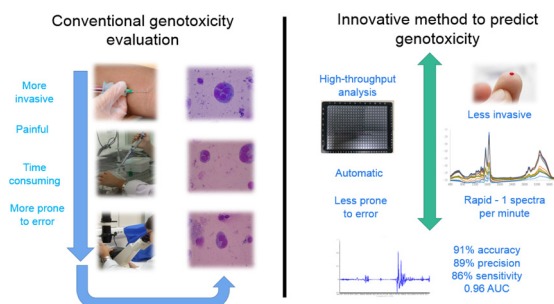 Conventional genotoxicity
evaluation
More
invasive
Painful
Time
consuming
More prone
to error
Innovative method to predict
genotoxicity
High-throughput
analysis
Less invasive
Automatic
Less prone
to error
Rapid - 1 spectra
per minute
91% accuracy
89% precision
86% sensitivity
0.96 AUC